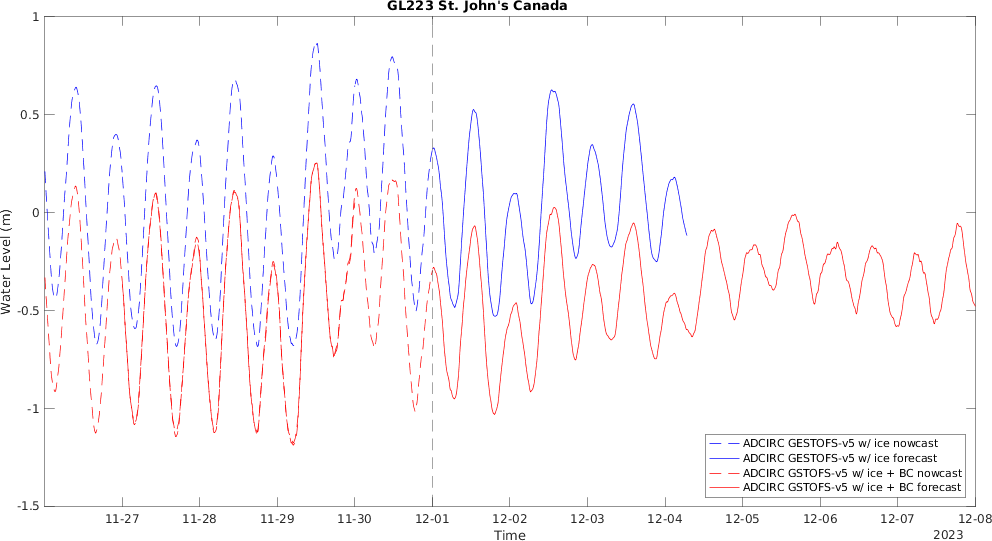 GL223 St. John's Canada
1
0.5
0
-0.5
-1
-1.5
Water Level (m)
11-27 11-28 11-29 11-30 12-01 12-02 12-03 12-04 12-05 12-06 12-07 12-08
Time
2023
ADCIRC GESTOFS-v5 w/ ice nowcast
ADCIRC GESTOFS-v5 w/ ice forecast
ADCIRC GSTOFS-v5 w/ ice + BC nowcast
ADCIRC GSTOFS-v5 w/ ice + BC forecast